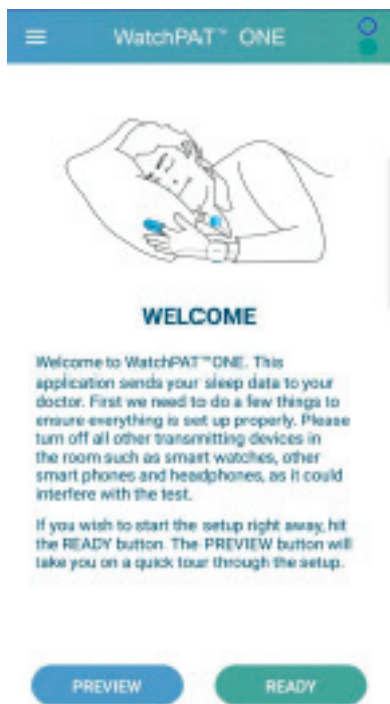 WatchPAT™ ONE
WELCOME
Welcome to WatchPAT™ONE. This
application sends your sleep data to your
doctor. First we need to do a few things to
ensure everything is set up properly. Please
turn off all other transmitting devices in
the room such as smart watches, other
smart phones and headphones, as it could
interfere with the test.
If you wish to start the setup right away, hit
the READY button. The PREVIEW button will
take you on a quick tour through the setup.
PREVIEW
READY